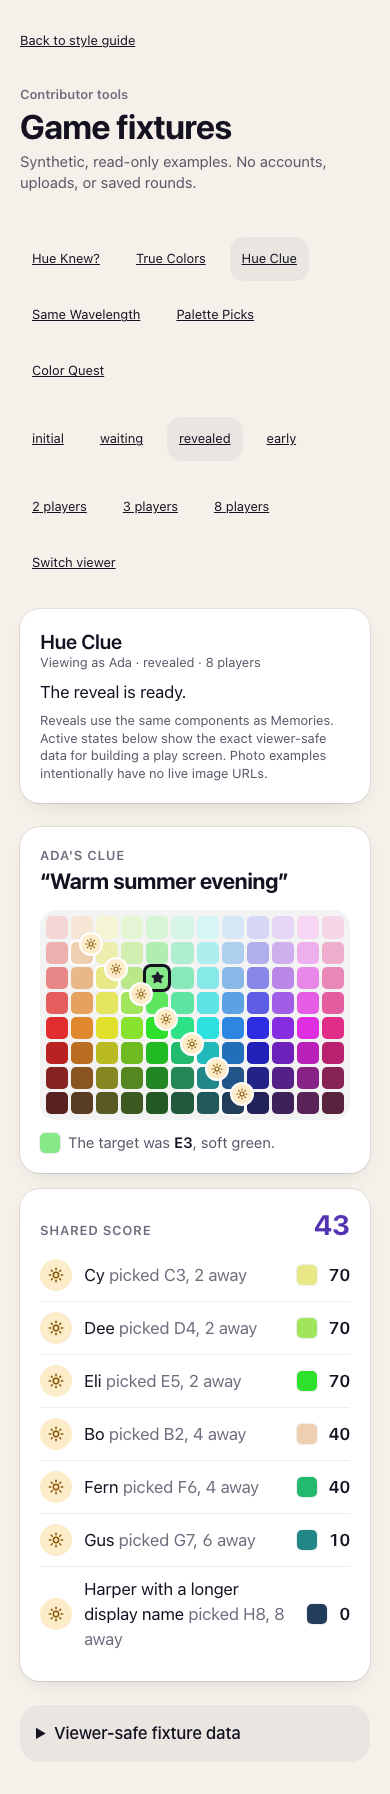 Back to style guide
Contributor tools
Game fixtures
Synthetic, read-only examples. No accounts,
uploads, or saved rounds.
Hue Knew? True Colors Hue Clue
Same Wavelength Palette Picks
Color Quest
initial waiting revealed early
2 players 3 players 8 players
Switch viewer
Hue Clue
Viewing as Ada · revealed · 8 players
The reveal is ready.
Reveals use the same components as Memories.
Active states below show the exact viewer-safe
data for building a play screen. Photo examples
intentionally have no live image URLs.
ADA'S CLUE
“Warm summer evening”
The target was E3, soft green.
SHARED SCORE 43
Cy picked C3, 2 away 70
Dee picked D4, 2 away 70
Eli picked E5, 2 away 70
Bo picked B2, 4 away 40
Fern picked F6, 4 away 40
Gus picked G7, 6 away 10
Harper with a longer
display name picked H8, 8 0
away
Viewer-safe fixture data